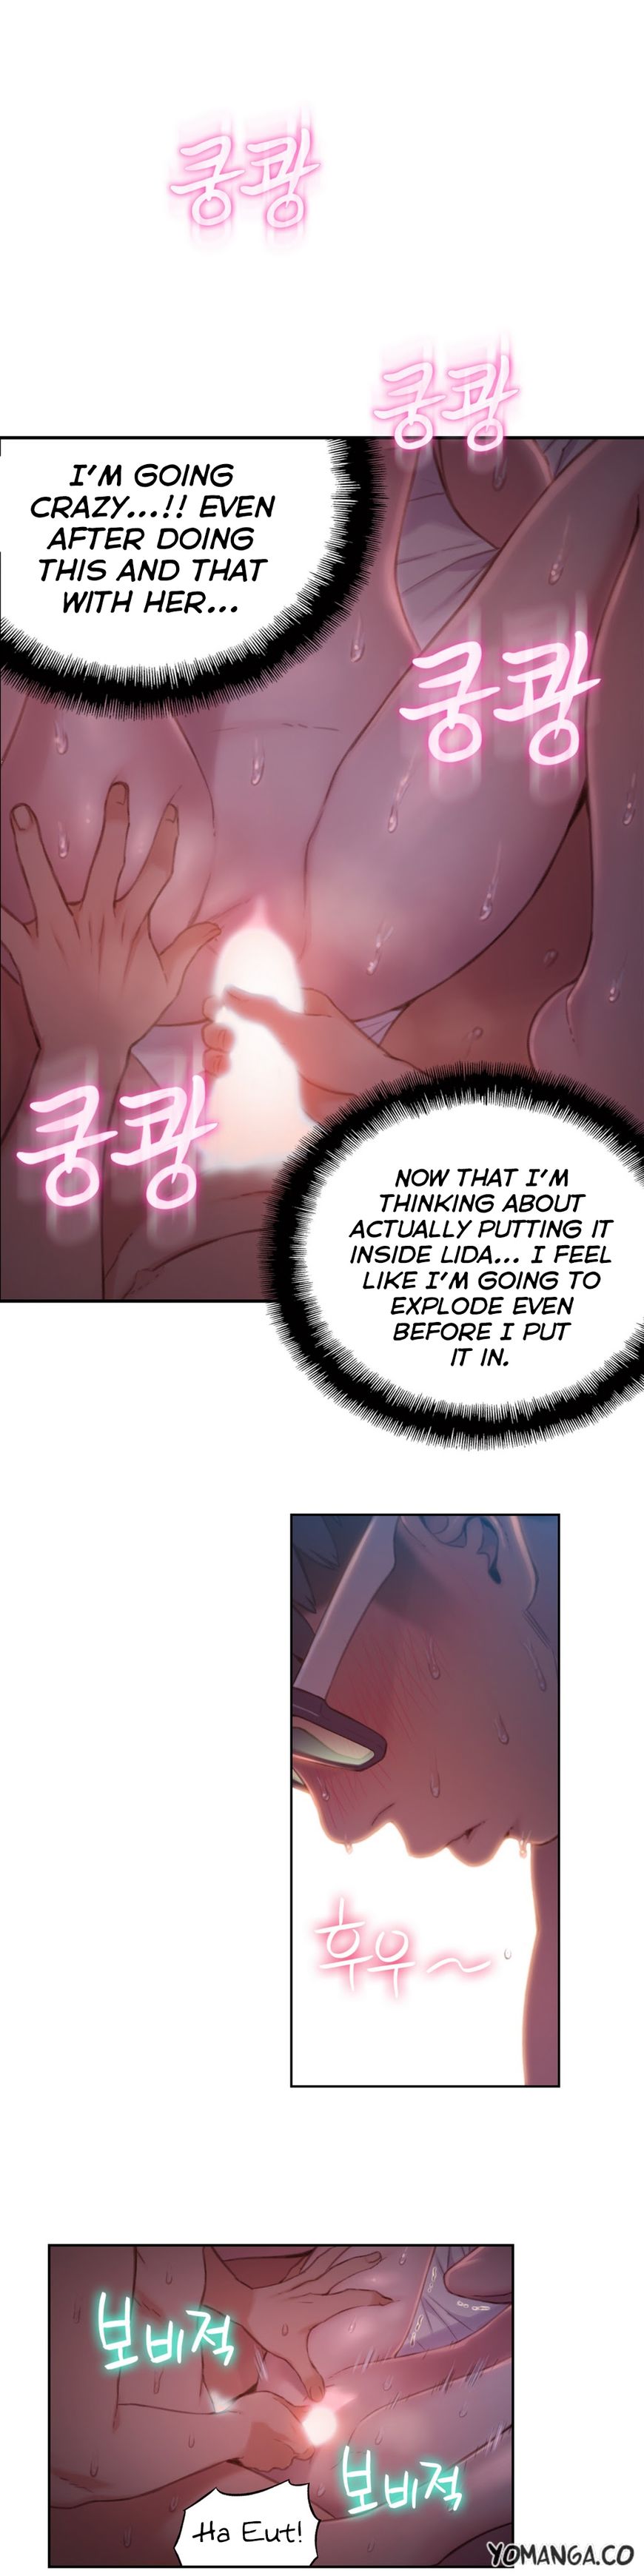 쿵쾅
쿵쾅
I'M GOING
CRAZY...!! EVEN
AFTER DOING
THIS AND THAT
WITH HER...
쿵쾅
쿵쾅
NOW THAT I'M
THINKING ABOUT
ACTUALLY PUTTING IT
INSIDE LIDA... I FEEL
LIKE I'M GOING TO
EXPLODE EVEN
BEFORE I PUT
IT IN.
후우~
보비적
보비적
Ha Eut!
YOMANGA.CO